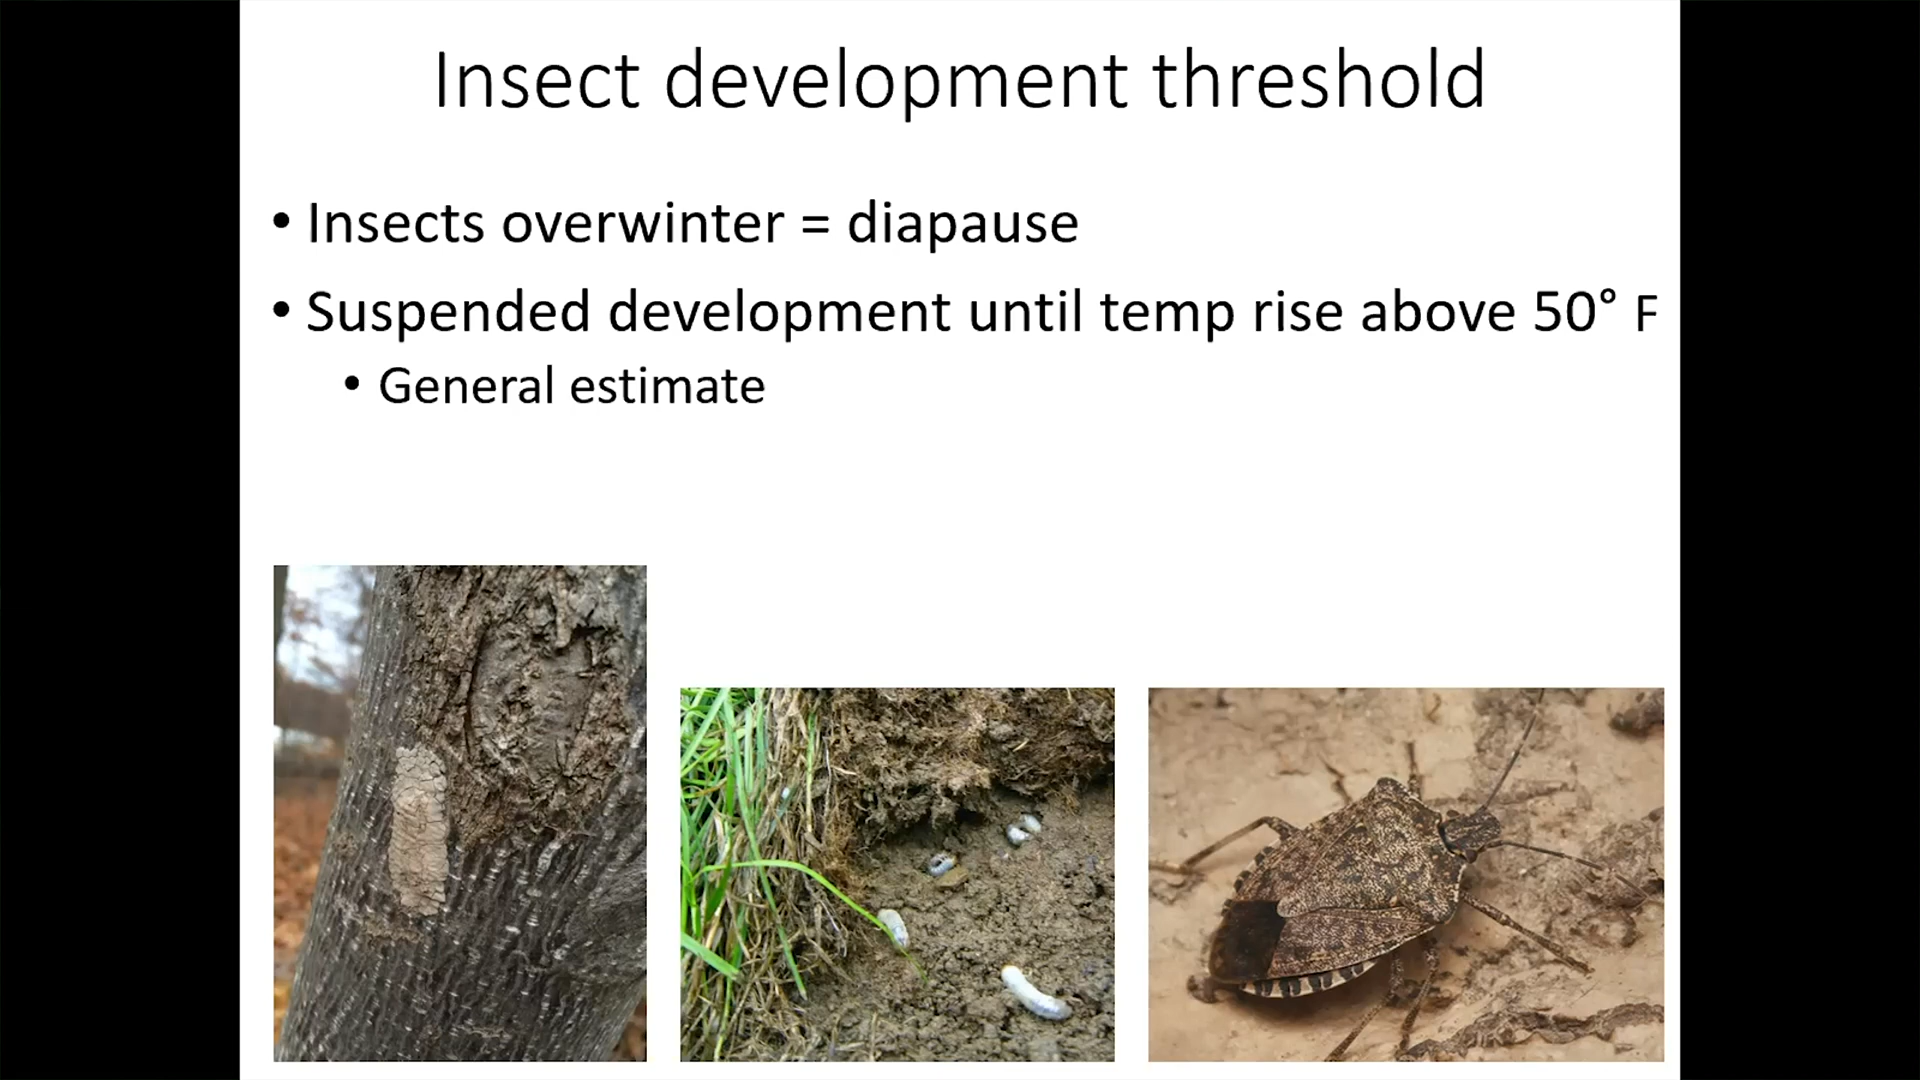 Insect development threshold
• Insects overwinter = diapause
• Suspended development until temp rise above 50° F
• General estimate